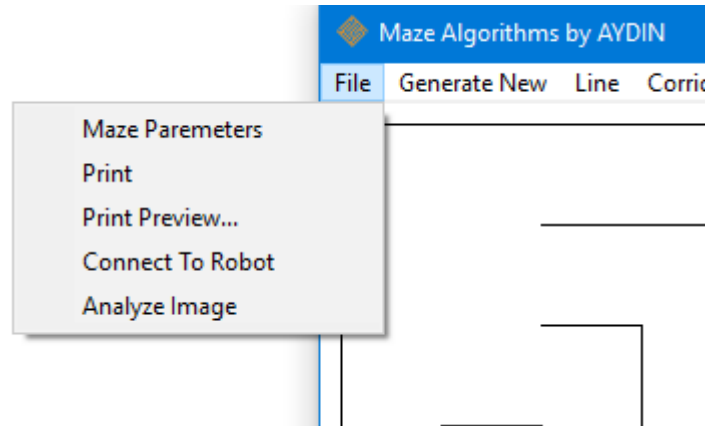 Maze Algorithms by AYDIN
File Generate New Line
Maze Paremeters
Print
Print Preview...
Connect To Robot
Analyze Image